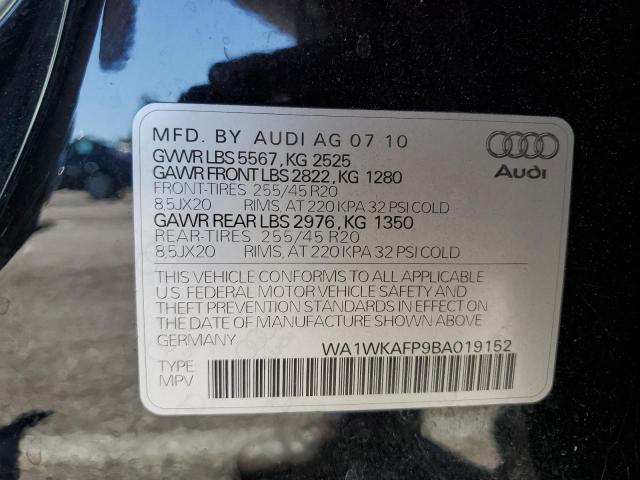 MFD. BY AUDI AG 07 10
GVWR LBS 5567, KG 2525
GAWR FRONT LBS 2822, KG 1280
FRONT-TIRES 255/45 R20
8,5JX20 RIMS, AT 220 KPA 32 PSI COLD
GAWR REAR LBS 2976, KG 1350
REAR-TIRES 255/45 R20
8,5JX20 RIMS, AT 220 KPA 32 PSI COLD
Audi
THIS VEHICLE CONFORMS TO ALL APPLICABLE
U.S. FEDERAL MOTOR VEHICLE SAFETY AND
THEFT PREVENTION STANDARDS IN EFFECT ON
THE DATE OF MANUFACTURE SHOWN ABOVE.
GERMANY WA1WKAFP9BA019152
TYPE
MPV